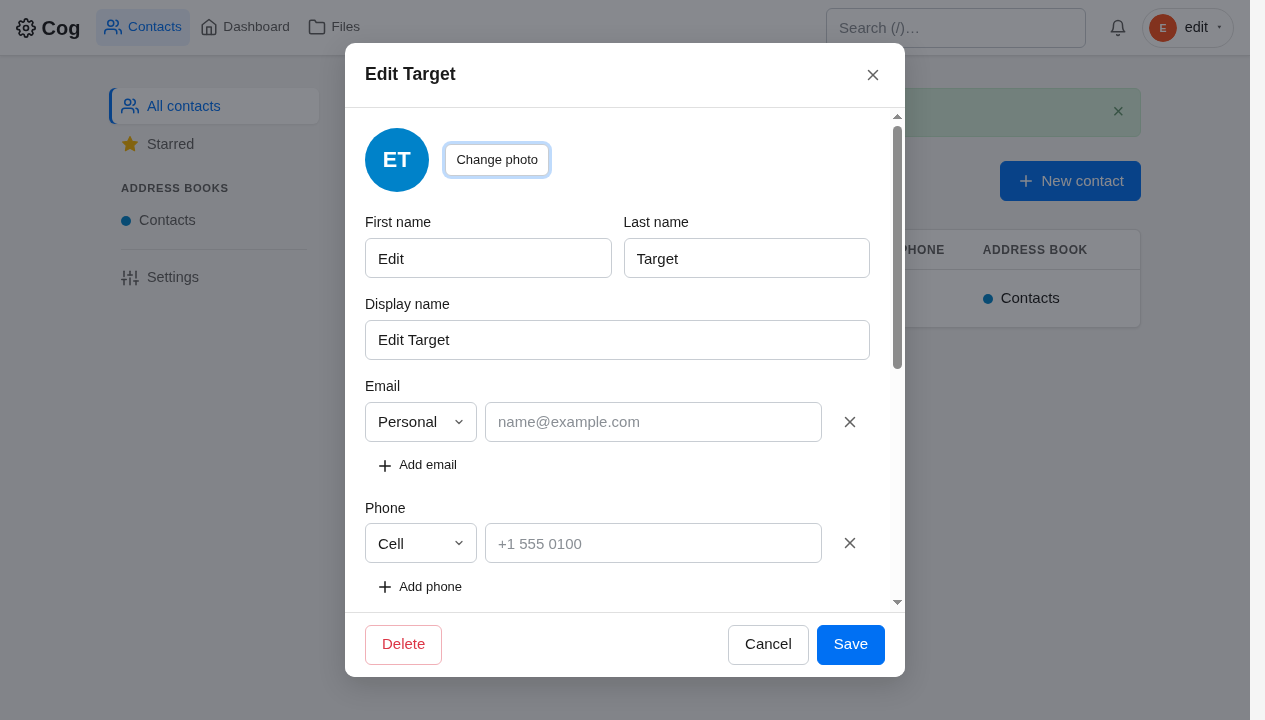 Cog
Contacts
Dashboard
Files
Search (/)…
E
edit
All contacts
Starred
ADDRESS BOOKS
Contacts
Settings
New contact
PHONE
ADDRESS BOOK
Contacts
Edit Target
ET
Change photo
First name
Last name
Edit
Target
Display name
Edit Target
Email
Personal
name@example.com
Add email
Phone
Cell
+1 555 0100
Add phone
Delete
Cancel
Save